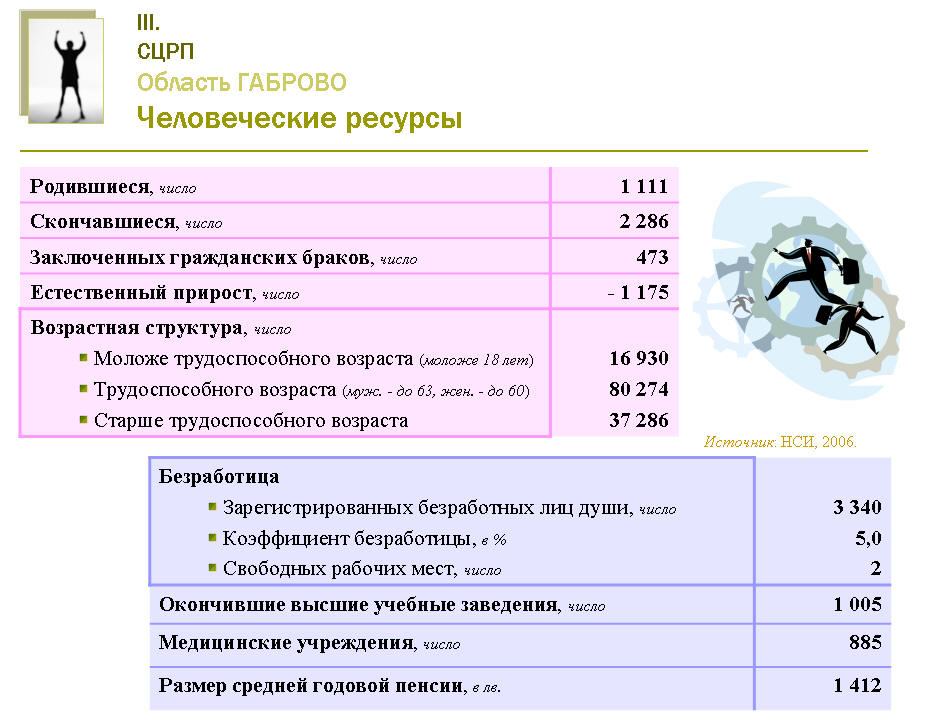 III.
СЦРП
Область ГАБРОВО
Человеческие ресурсы
Родившиеся, число 1 111
Скончавшиеся, число 2 286
Заключенных гражданских браков, число 473
Естественный прирост, число - 1 175
Возрастная структура, число
Моложе трудоспособного возраста (моложе 18 лет) 16 930
Трудоспособного возраста (муж. - до 63, жен. - до 60) 80 274
Старше трудоспособного возраста 37 286
Источник: НСИ, 2006.
Безработица
Зарегистрированных безработных лиц души, число 3 340
Коэффициент безработицы, в % 5,0
Свободных рабочих мест, число 2
Окончившие высшие учебные заведения, число 1 005
Медицинские учреждения, число 885
Размер средней годовой пенсии, в лв. 1 412